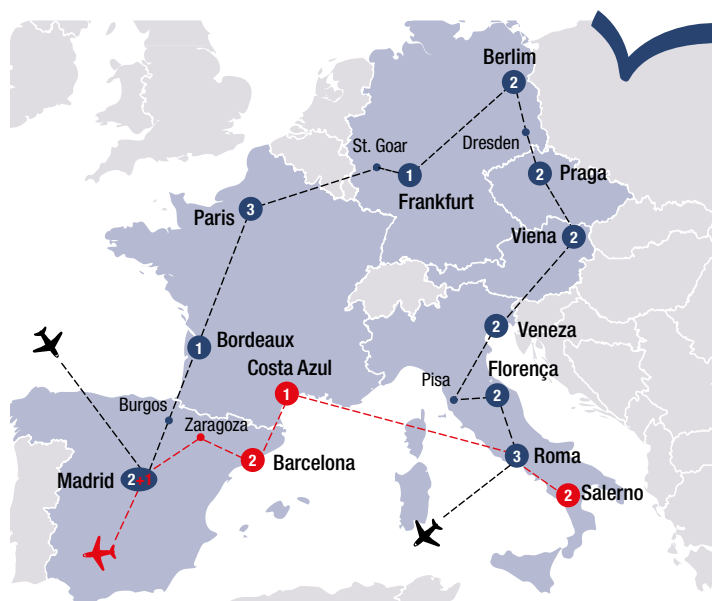 Berlim
2
St. Goar
Dresden
1
Frankfurt
2
Praga
Paris
3
Viena
2
2
Veneza
1
Bordeaux
Costa Azul
1
Pisa
Florença
2
Burgos
Zaragoza
2
Barcelona
3
Roma
Madrid
2+1
2
Salerno